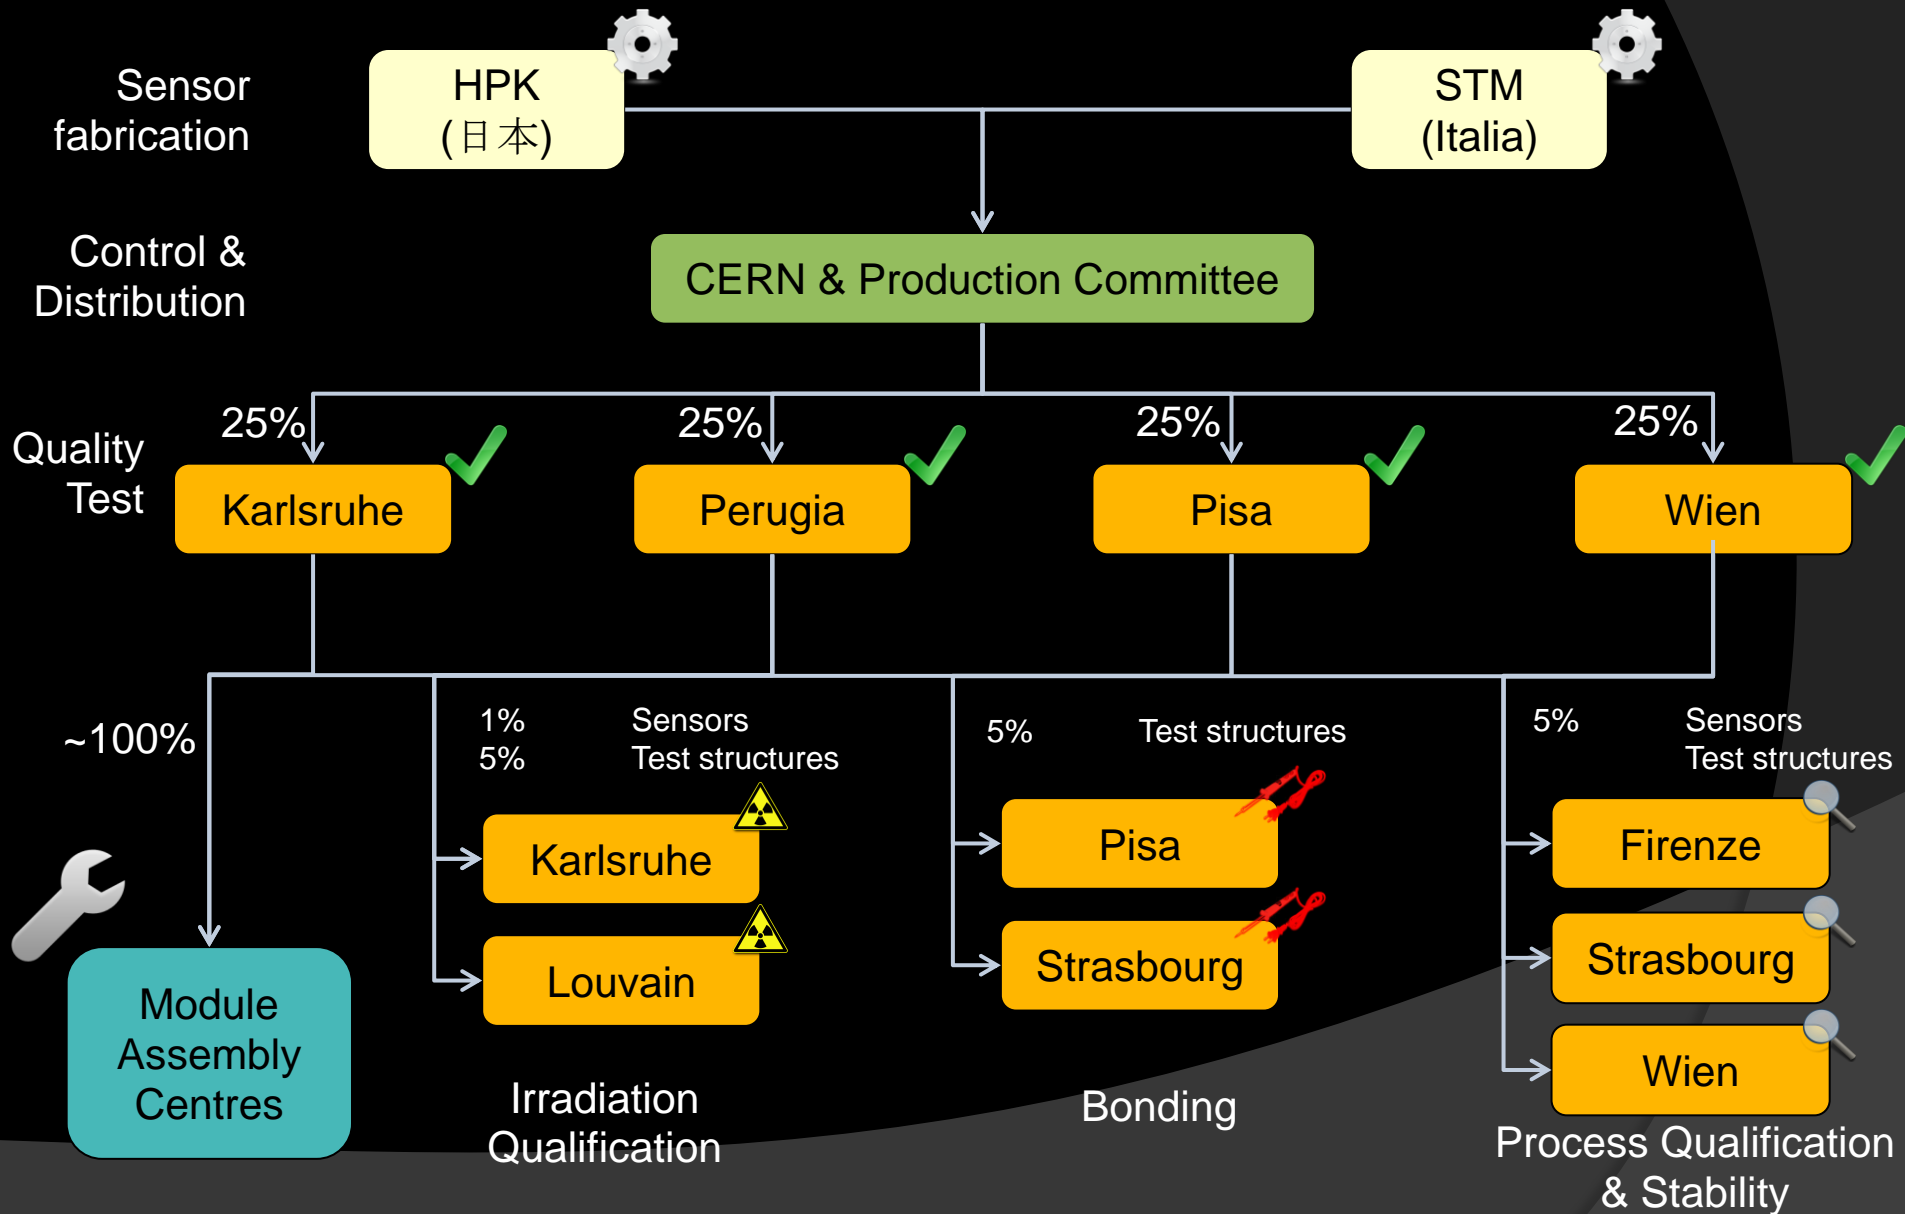 Sensor
fabrication
HPK
(日本)
STM
(Italia)
Control &
Distribution
CERN & Production Committee
Quality
Test
25%
25%
25%
25%
Karlsruhe
Perugia
Pisa
Wien
~100%
1% Sensors
5% Test structures
5% Test structures
5% Sensors
Test structures
Module
Assembly
Centres
Karlsruhe
Louvain
Irradiation
Qualification
Pisa
Strasbourg
Bonding
Firenze
Strasbourg
Wien
Process Qualification
& Stability